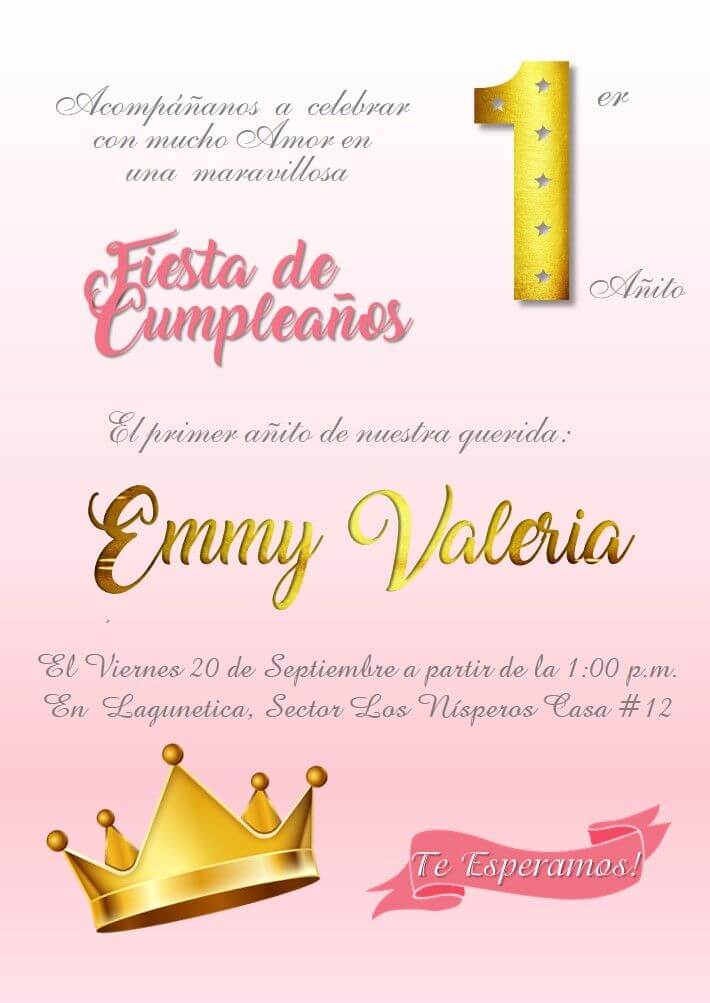 Acompáñanos a celebrar
con mucho Amor en
una maravillosa
1 er
Añito
Fiesta de
Cumpleaños
El primer añito de nuestra querida:
Emmy Valeria
El Viernes 20 de Septiembre a partir de la 1:00 p.m.
En Lagunetica, Sector Los Nísperos Casa #12
Te Esperamos!